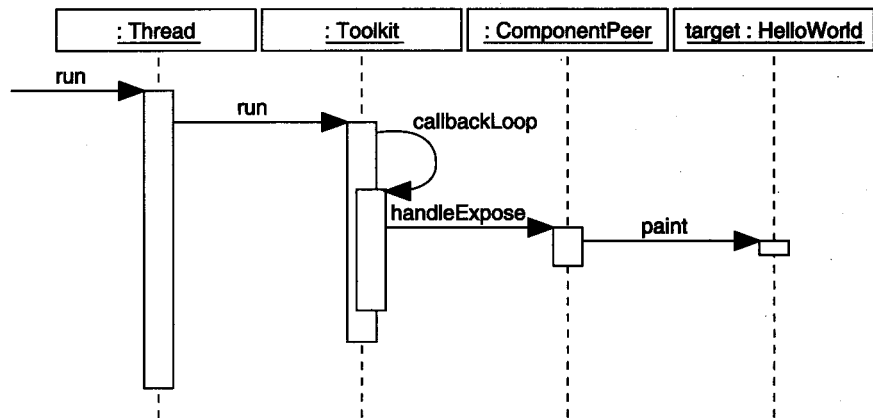 : Thread
: Toolkit
: ComponentPeer
target : HelloWorld
run
run
callbackLoop
handleExpose
paint